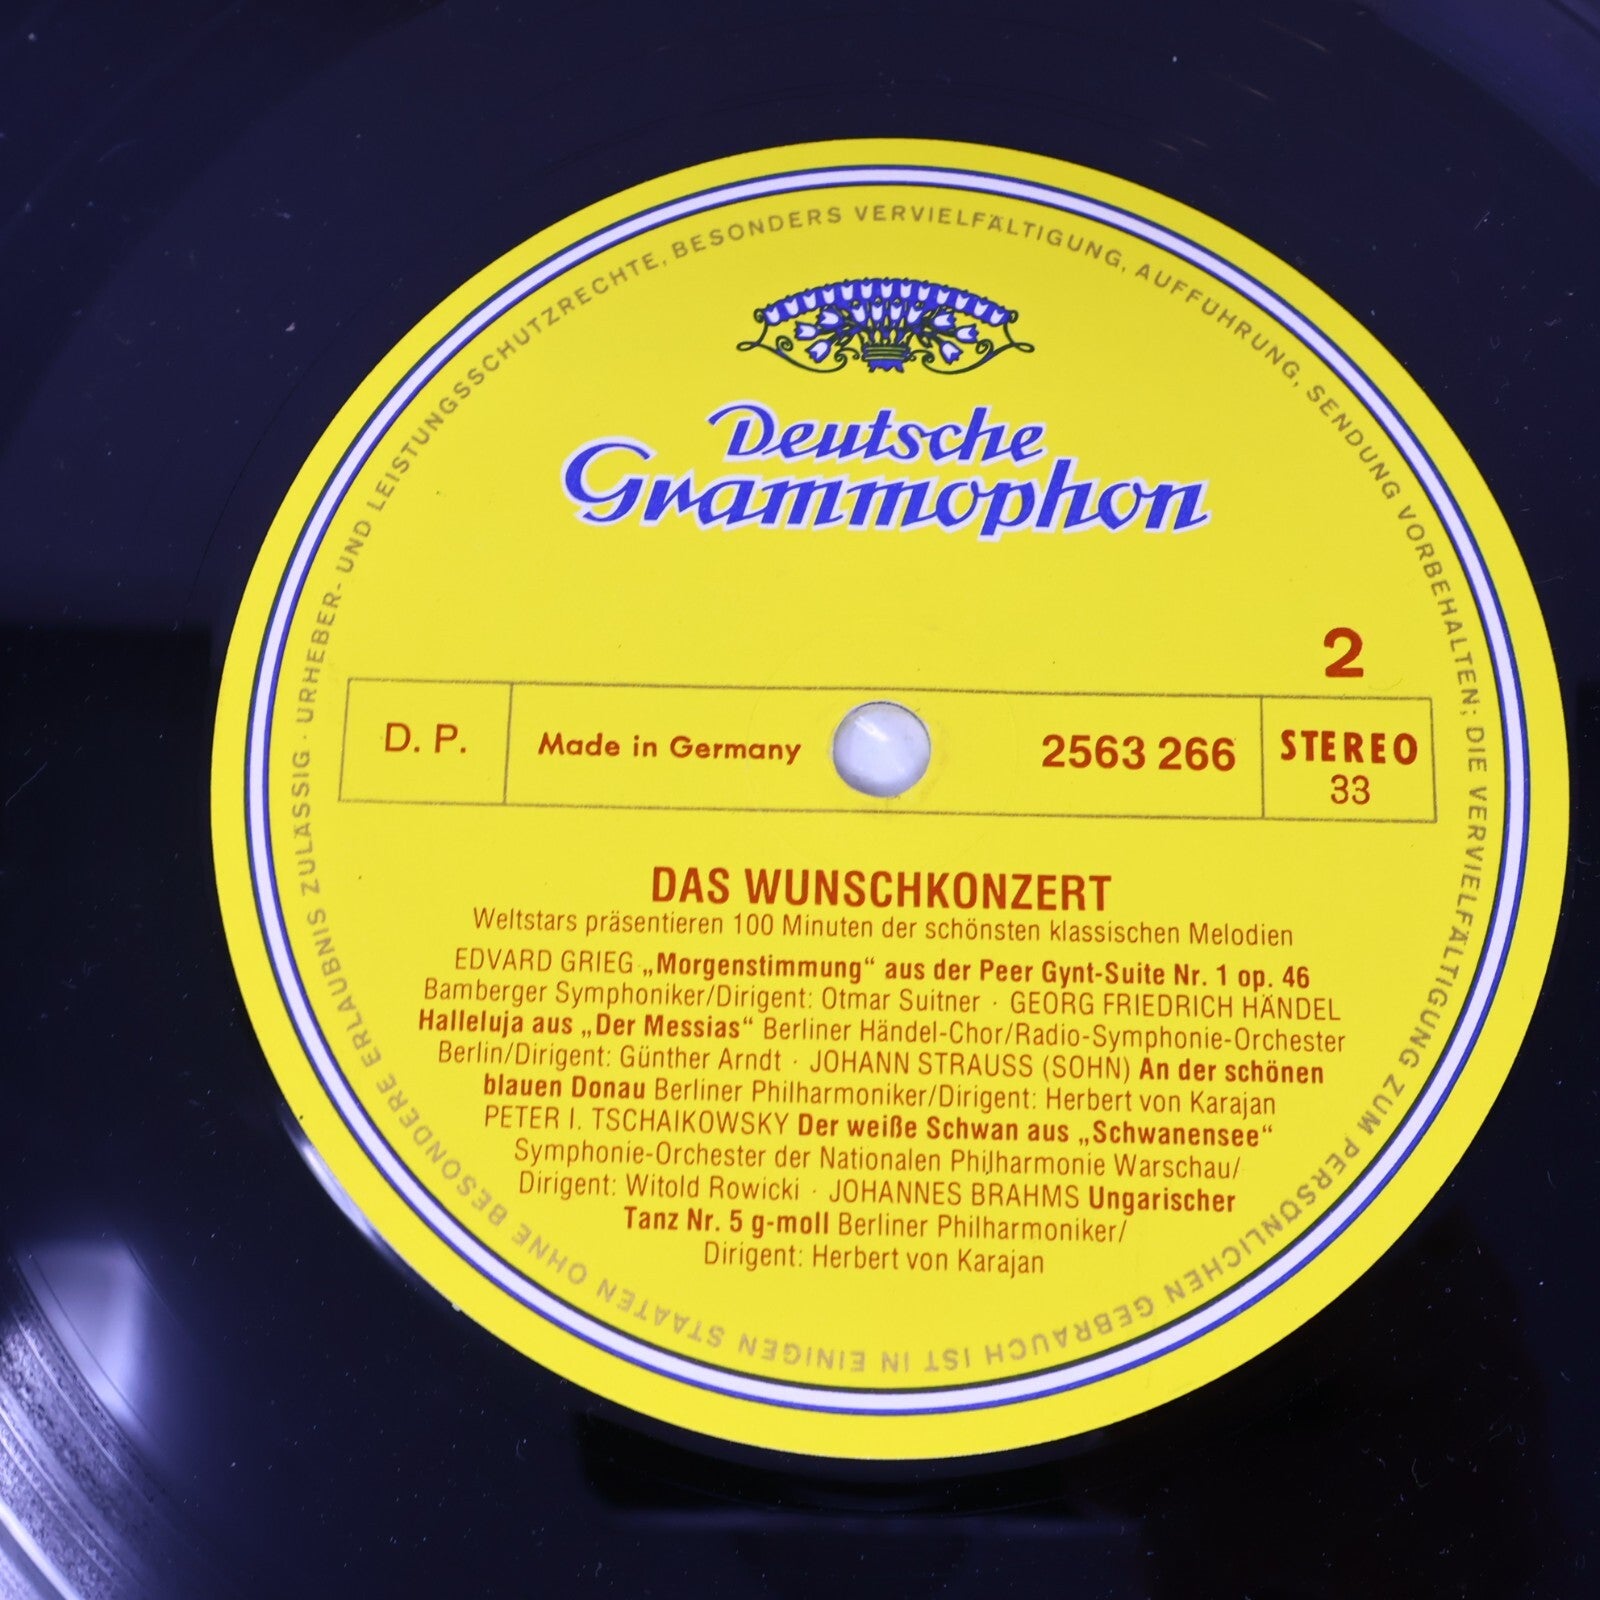 URHEBER- UND LEISTUNGSSCHUTZRECHTE, BESONDERS VERVIELFÄLTIGUNG, AUFFÜHRUNG, SENDUNG VORBEHALTEN; DIE VERVIELFÄLTIGUNG ZUM PERSÖNLICHEN GEBRAUCH IST IN EINIGEN STAATEN OHNE BESONDERE ERLAUBNIS ZULÄSSIG ·
Deutsche
Grammophon
2
D. P. Made in Germany 2563 266 STEREO
33
DAS WUNSCHKONZERT
Weltstars präsentieren 100 Minuten der schönsten klassischen Melodien
EDVARD GRIEG „Morgenstimmung“ aus der Peer Gynt-Suite Nr. 1 op. 46
Bamberger Symphoniker/Dirigent: Otmar Suitner · GEORG FRIEDRICH HÄNDEL
Halleluja aus „Der Messias“ Berliner Händel-Chor/Radio-Symphonie-Orchester
Berlin/Dirigent: Günther Arndt · JOHANN STRAUSS (SOHN) An der schönen
blauen Donau Berliner Philharmoniker/Dirigent: Herbert von Karajan
PETER I. TSCHAIKOWSKY Der weiße Schwan aus „Schwanensee“
Symphonie-Orchester der Nationalen Philharmonie Warschau/
Dirigent: Witold Rowicki · JOHANNES BRAHMS Ungarischer
Tanz Nr. 5 g-moll Berliner Philharmoniker/
Dirigent: Herbert von Karajan